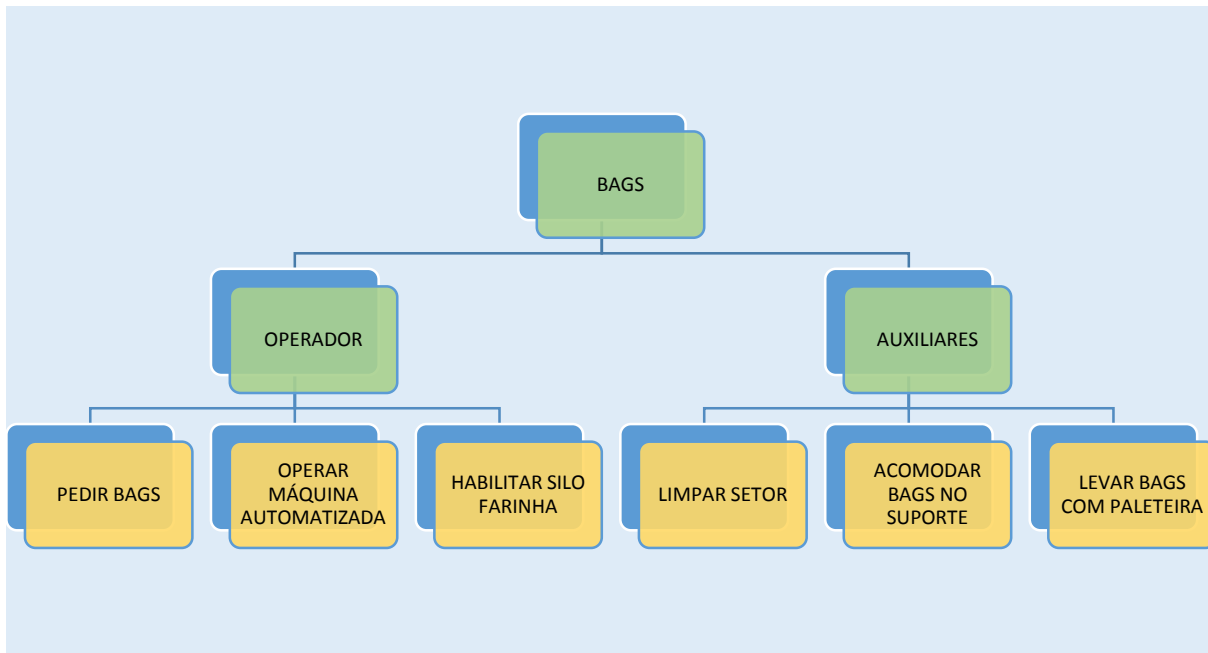 BAGS
OPERADOR
AUXILIARES
PEDIR BAGS
OPERAR
MÁQUINA
AUTOMATIZADA
HABILITAR SILO
FARINHA
LIMPAR SETOR
ACOMODAR
BAGS NO
SUPORTE
LEVAR BAGS
COM PALETEIRA